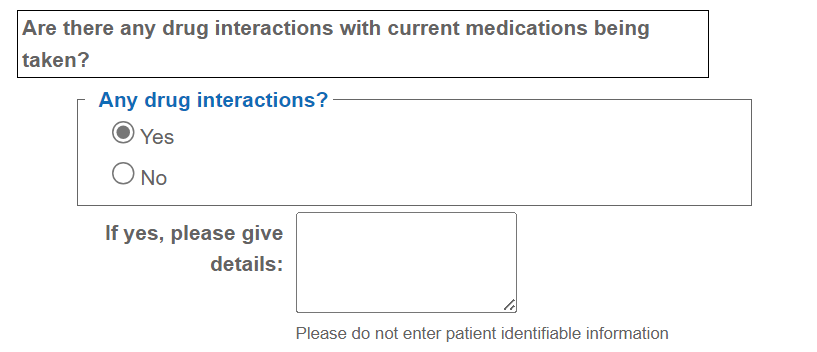 Are there any drug interactions with current medications being
taken?
Any drug interactions?
Yes
No
If yes, please give
details:
Please do not enter patient identifiable information